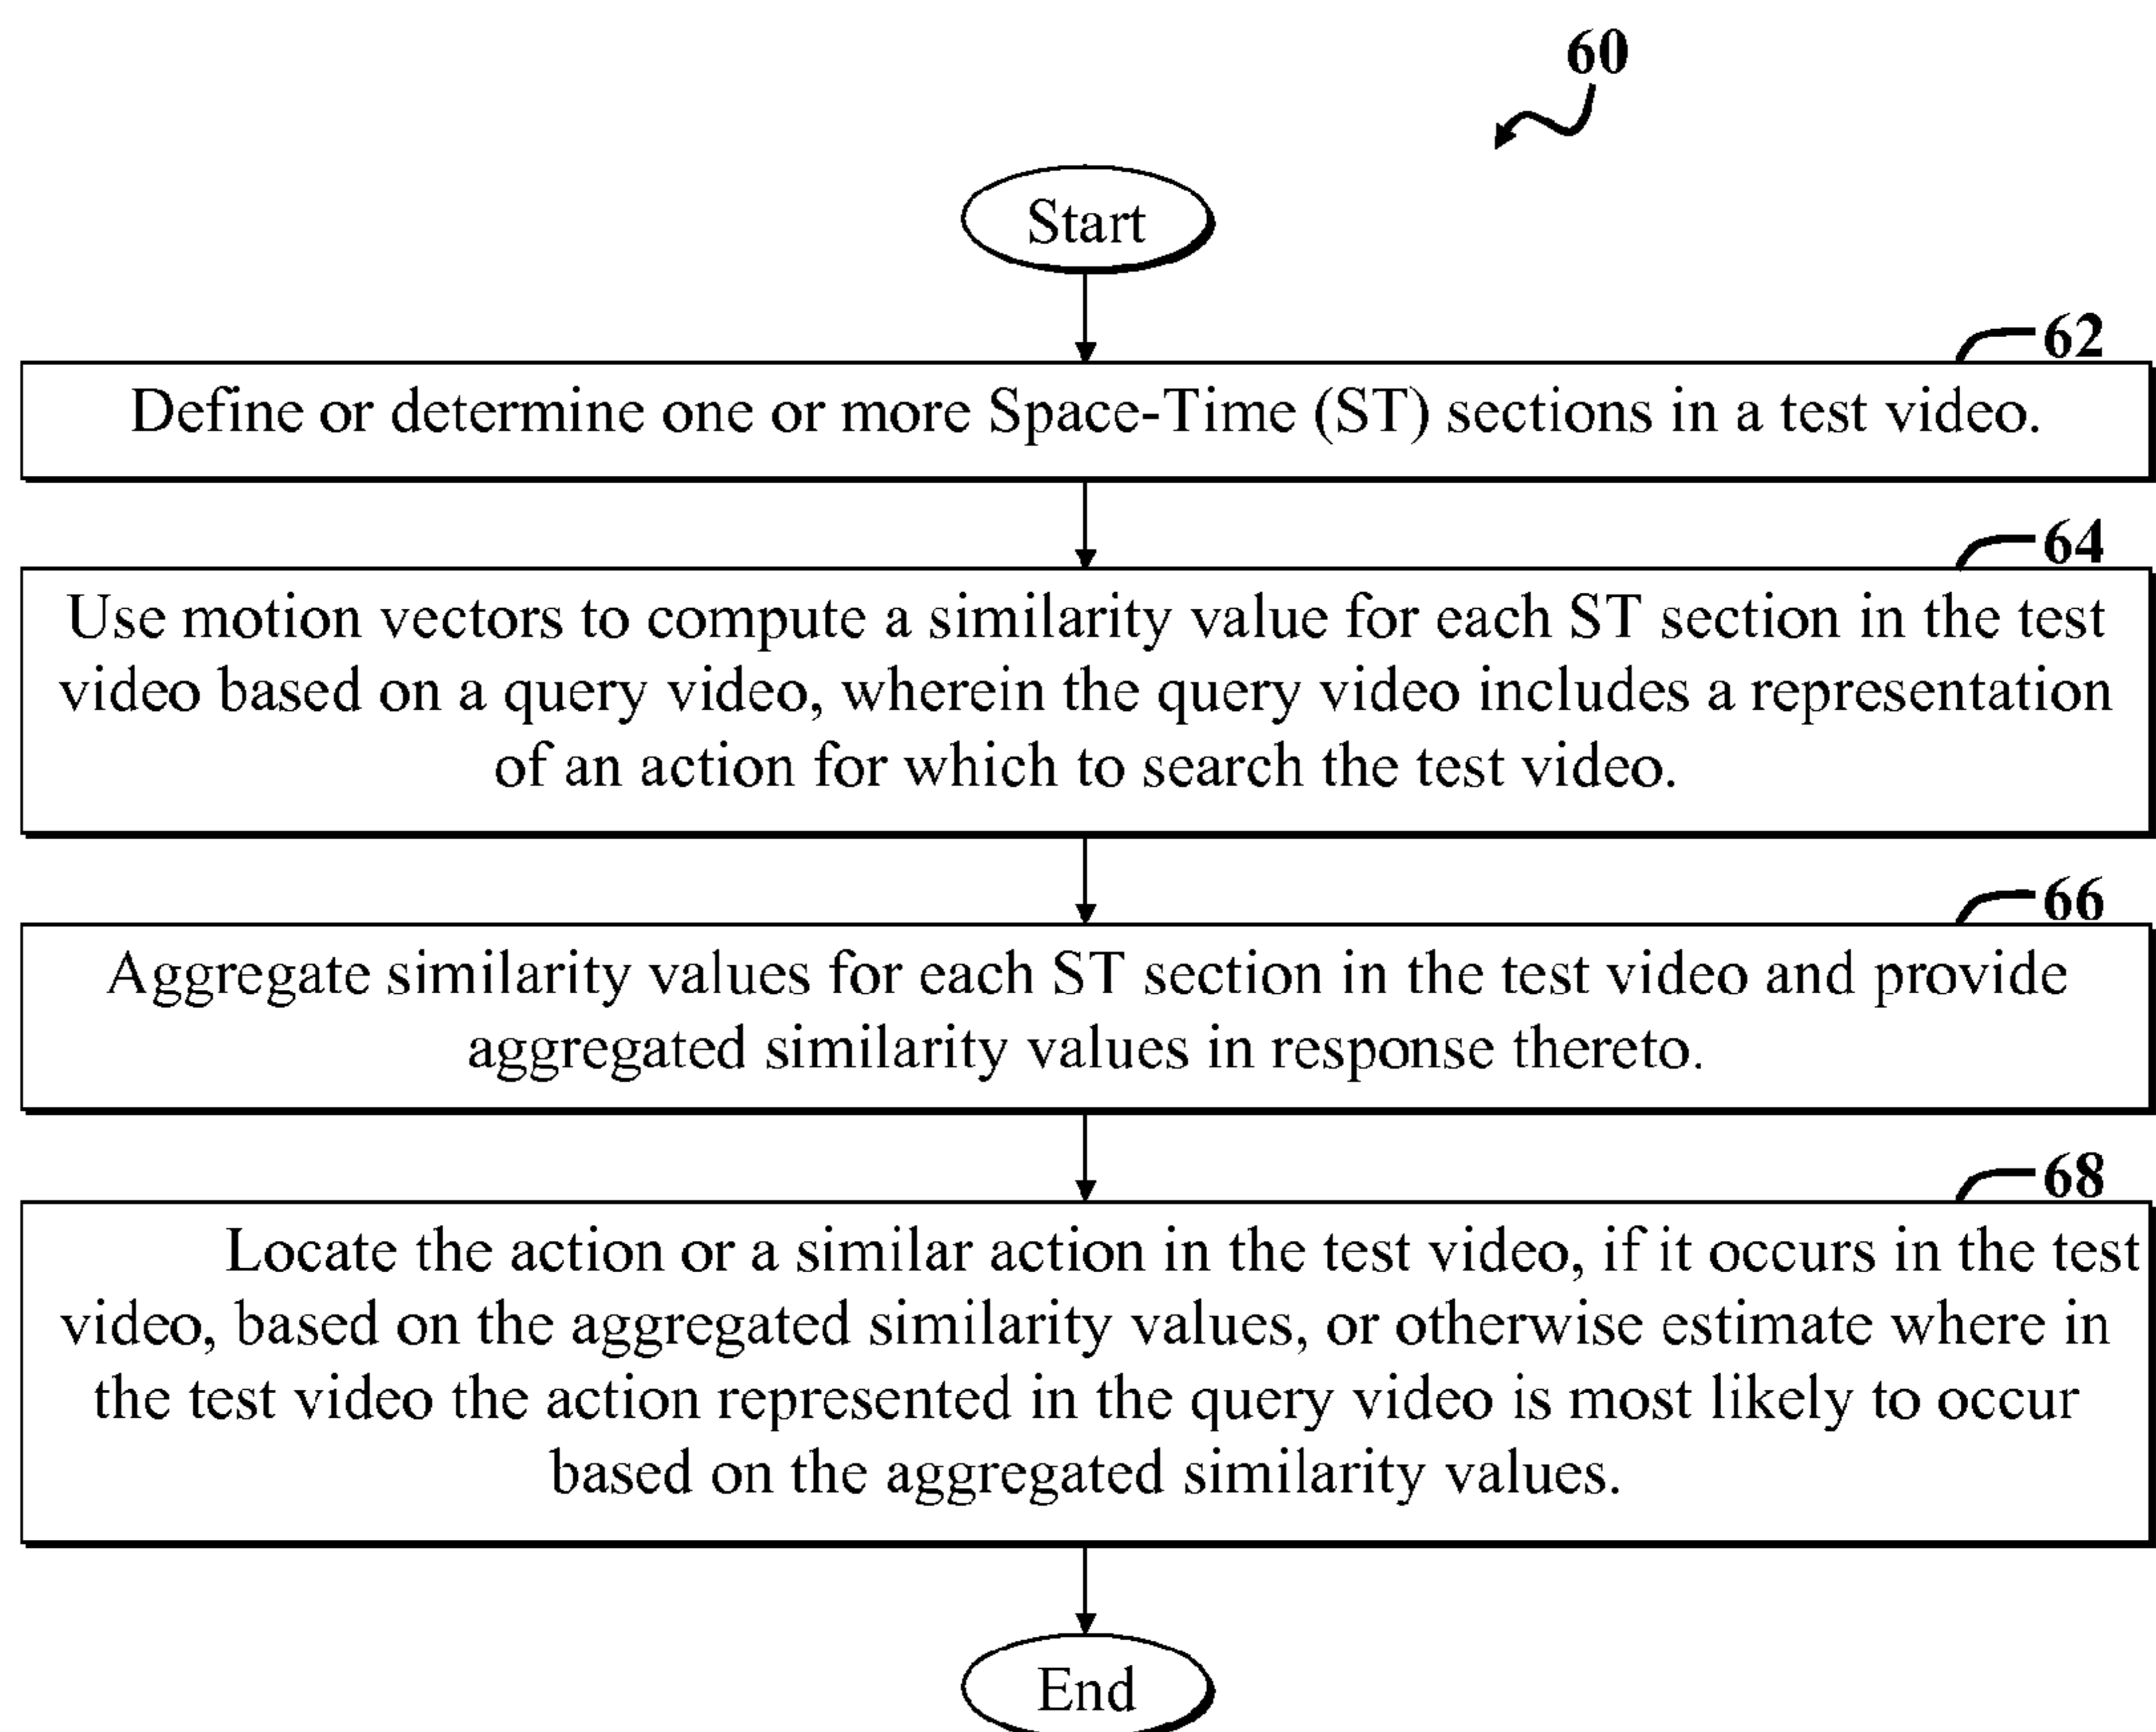 60
Start
62
Define or determine one or more Space-Time (ST) sections in a test video.
64
Use motion vectors to compute a similarity value for each ST section in the test
video based on a query video, wherein the query video includes a representation
of an action for which to search the test video.
66
Aggregate similarity values for each ST section in the test video and provide
aggregated similarity values in response thereto.
68
Locate the action or a similar action in the test video, if it occurs in the test
video, based on the aggregated similarity values, or otherwise estimate where in
the test video the action represented in the query video is most likely to occur
based on the aggregated similarity values.
End